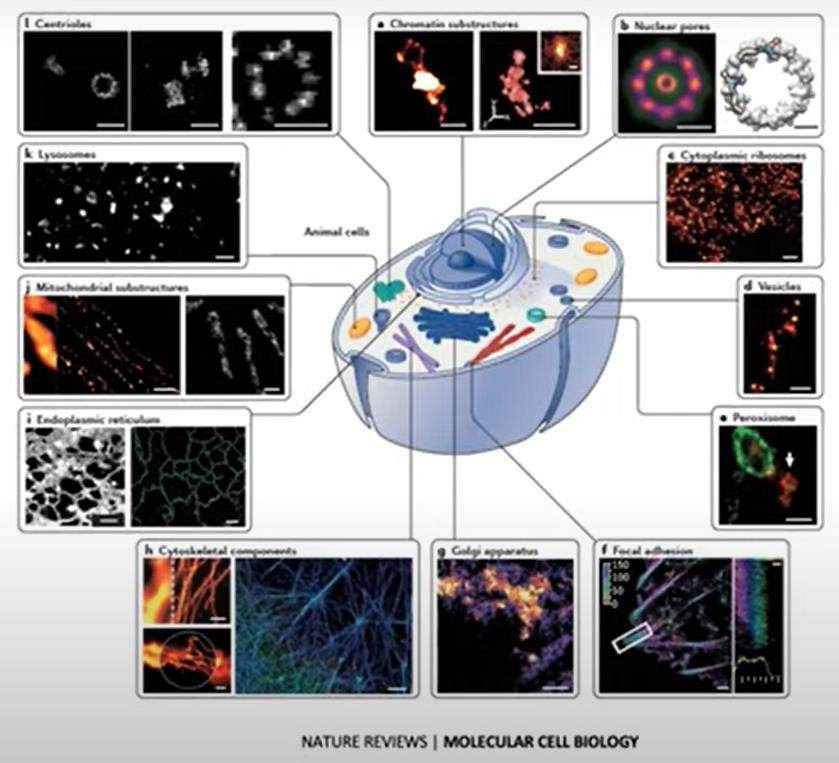 l Centrioles
a Chromatin substructures
b Nuclear pores
k Lysosomes
c Cytoplasmic ribosomes
Animal cells
j Mitochondrial substructures
d Vesicles
i Endoplasmic reticulum
e Peroxisome
h Cytoskeletal components
g Golgi apparatus
f Focal adhesion
150
100
50
0
NATURE REVIEWS | MOLECULAR CELL BIOLOGY